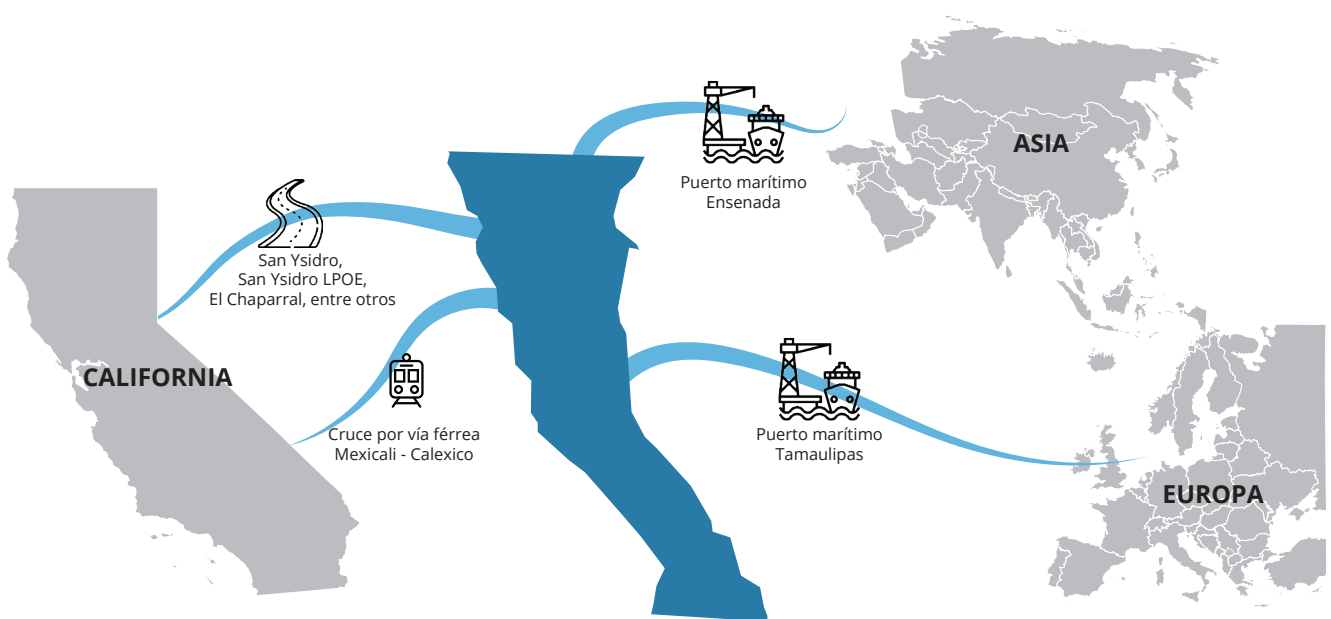 Puerto marítimo
Ensenada
ASIA
San Ysidro,
San Ysidro LPOE,
El Chaparral, entre otros
CALIFORNIA
Cruce por vía férrea
Mexicali - Calexico
Puerto marítimo
Tamaulipas
EUROPA